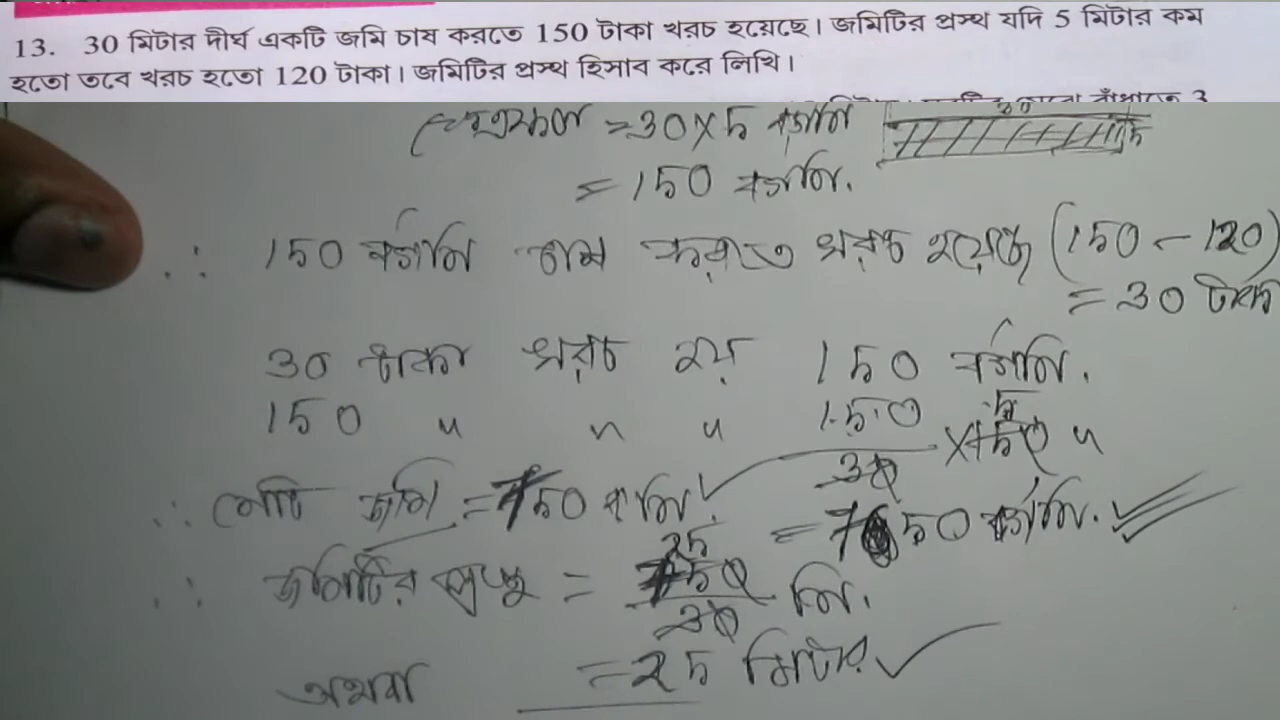 13. 30 মিটার দীর্ঘ একটি জমি চাষ করতে 150 টাকা খরচ হয়েছে। জমিটির প্রস্থ যদি 5 মিটার কম
হতো তবে খরচ হতো 120 টাকা। জমিটির প্রস্থ হিসাব করে লিখি।
ক্ষেত্রফল = 30 × 5 বর্গমি
= 150 বর্গমি.
∴ 150 বর্গমি চাষ করতে খরচ হয়েছে (150 - 120)
= 30 টাকা
30 টাকা খরচ হয় 150 বর্গমি.
150 " " " 150/30 × 150 "
∴ মোট জমি = 750 বমি. = 750 বর্গমি.
∴ জমিটির প্রস্থ = 750/30 মি.
অথবা = 25 মিটার